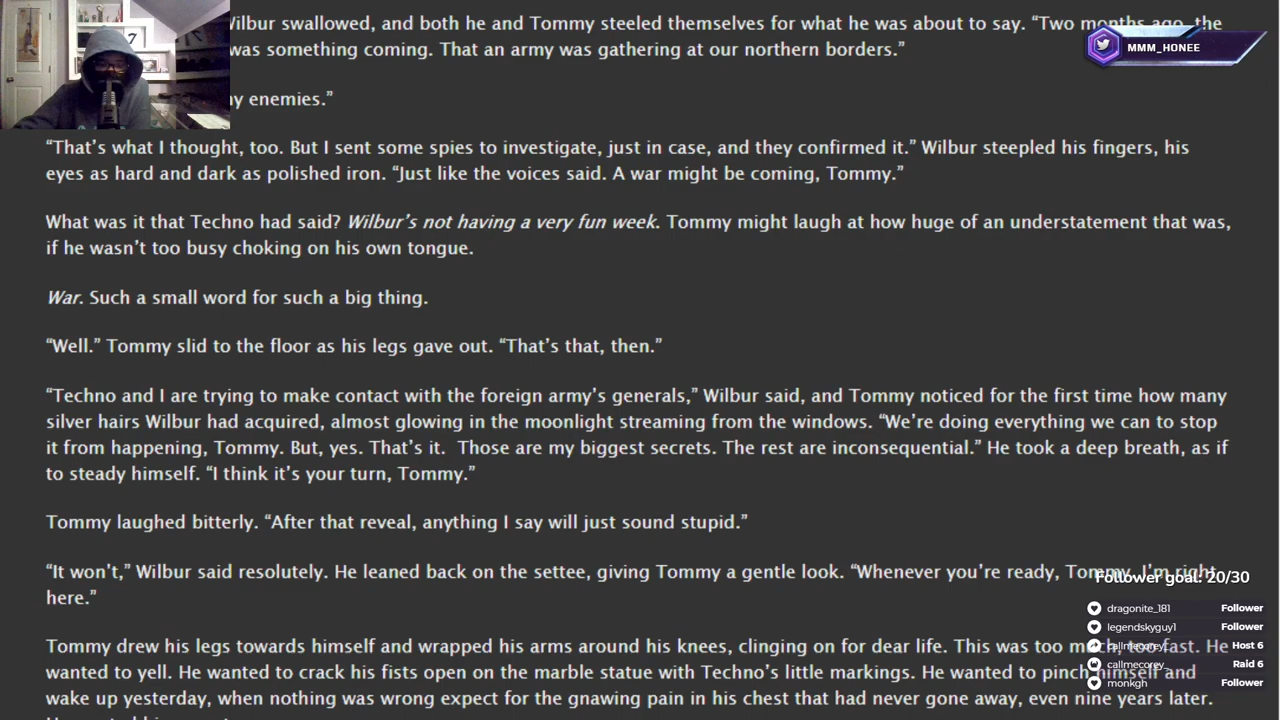 Wilbur swallowed, and both he and Tommy steeled themselves for what he was about to say. “Two months ago, the
was something coming. That an army was gathering at our northern borders.”
MMM_HONEE
enemies.”
“That’s what I thought, too. But I sent some spies to investigate, just in case, and they confirmed it.” Wilbur steepled his fingers, his
eyes as hard and dark as polished iron. “Just like the voices said. A war might be coming, Tommy.”
What was it that Techno had said? Wilbur’s not having a very fun week. Tommy might laugh at how huge of an understatement that was,
if he wasn’t too busy choking on his own tongue.
War. Such a small word for such a big thing.
“Well.” Tommy slid to the floor as his legs gave out. “That’s that, then.”
“Techno and I are trying to make contact with the foreign army’s generals,” Wilbur said, and Tommy noticed for the first time how many
silver hairs Wilbur had acquired, almost glowing in the moonlight streaming from the windows. “We’re doing everything we can to stop
it from happening, Tommy. But, yes. That’s it. Those are my biggest secrets. The rest are inconsequential.” He took a deep breath, as if
to steady himself. “I think it’s your turn, Tommy.”
Tommy laughed bitterly. “After that reveal, anything I say will just sound stupid.”
“It won’t,” Wilbur said resolutely. He leaned back on the settee, giving Tommy a gentle look. “Whenever you’re ready, Tommy. I’m right
here.”
Follower goal: 20/30
dragonite_181 Follower
legendskyguy1 Follower
callmecorey_ Host 6
callmecorey_ Raid 6
monkgh Follower
Tommy drew his legs towards himself and wrapped his arms around his knees, clinging on for dear life. This was too much, too fast. He
wanted to yell. He wanted to crack his fists open on the marble statue with Techno’s little markings. He wanted to pinch himself and
wake up yesterday, when nothing was wrong expect for the gnawing pain in his chest that had never gone away, even nine years later.